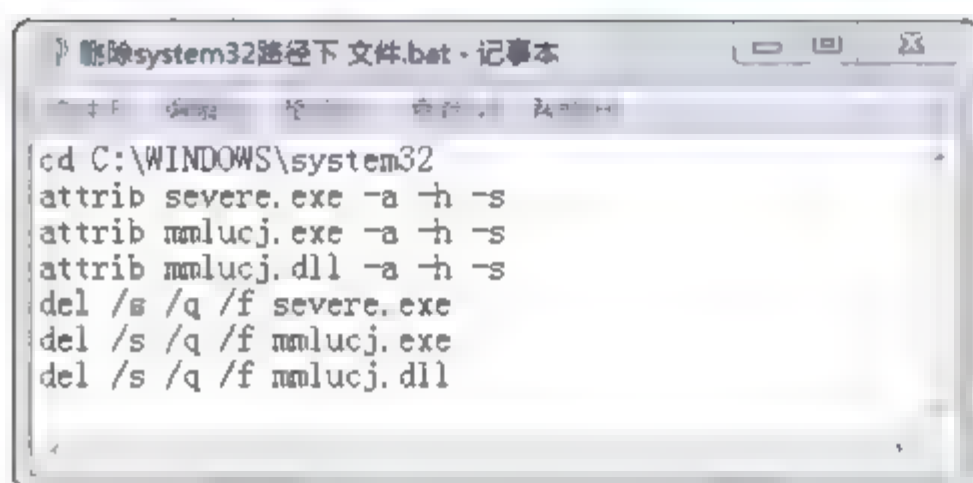 删除system32路径下 文件.bat - 记事本
cd C:\WINDOWS\system32
attrib severe.exe -a -h -s
attrib mmlucj.exe -a -h -s
attrib mmlucj.dll -a -h -s
del /s /q /f severe.exe
del /s /q /f mmlucj.exe
del /s /q /f mmlucj.dll